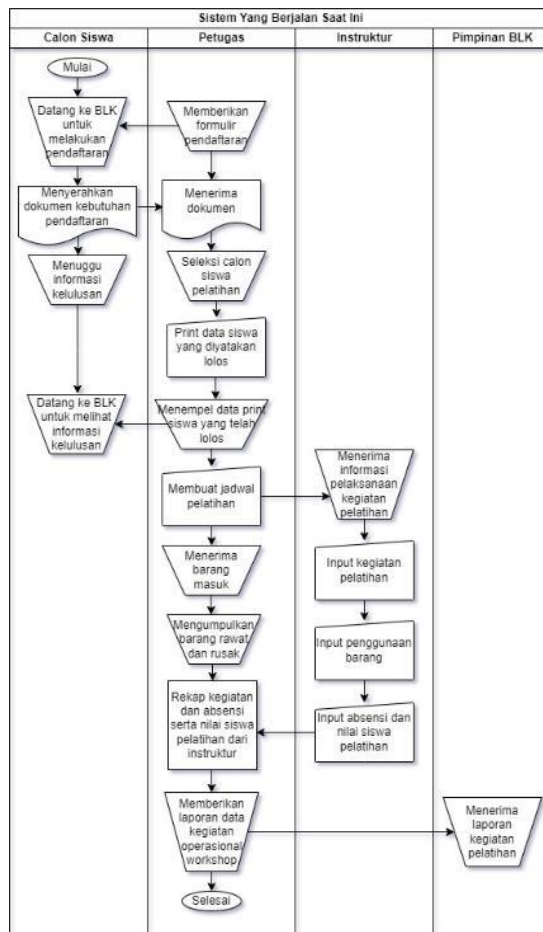 Sistem Yang Berjalan Saat Ini
Calon Siswa
Petugas
Instruktur
Pimpinan BLK
Mulai
Datang ke BLK
untuk
melakukan
pendaftaran
Memberikan
formulir
pendaftaran
Menyerahkan
dokumen kebutuhan
pendaftaran
Menerima
dokumen
Menuggu
informasi
kelulusan
Seleksi calon
siswa
pelatihan
Print data siswa
yang diyatakan
lolos
Datang ke BLK
untuk melihat
informasi
kelulusan
Menempel data print
siswa yang telah
lolos
Membuat jadwal
pelatihan
Menerima
informasi
pelaksanaan
kegiatan
pelatihan
Menerima
barang
masuk
Input kegiatan
pelatihan
Mengumpulkan
barang rawat
dan rusak
Input penggunaan
barang
Rekap kegiatan
dan absensi
serta nilai siswa
pelatihan dari
instruktur
Input absensi dan
nilai siswa
pelatihan
Memberikan
laporan data
kegiatan
operasional
workshop
Menerima
laporan
kegiatan
pelatihan
Selesai